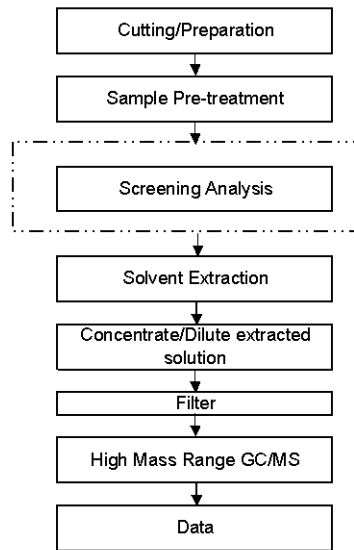 Cutting/Preparation
Sample Pre-treatment
Screening Analysis
Solvent Extraction
Concentrate/Dilute extracted
solution
Filter
High Mass Range GC/MS
Data